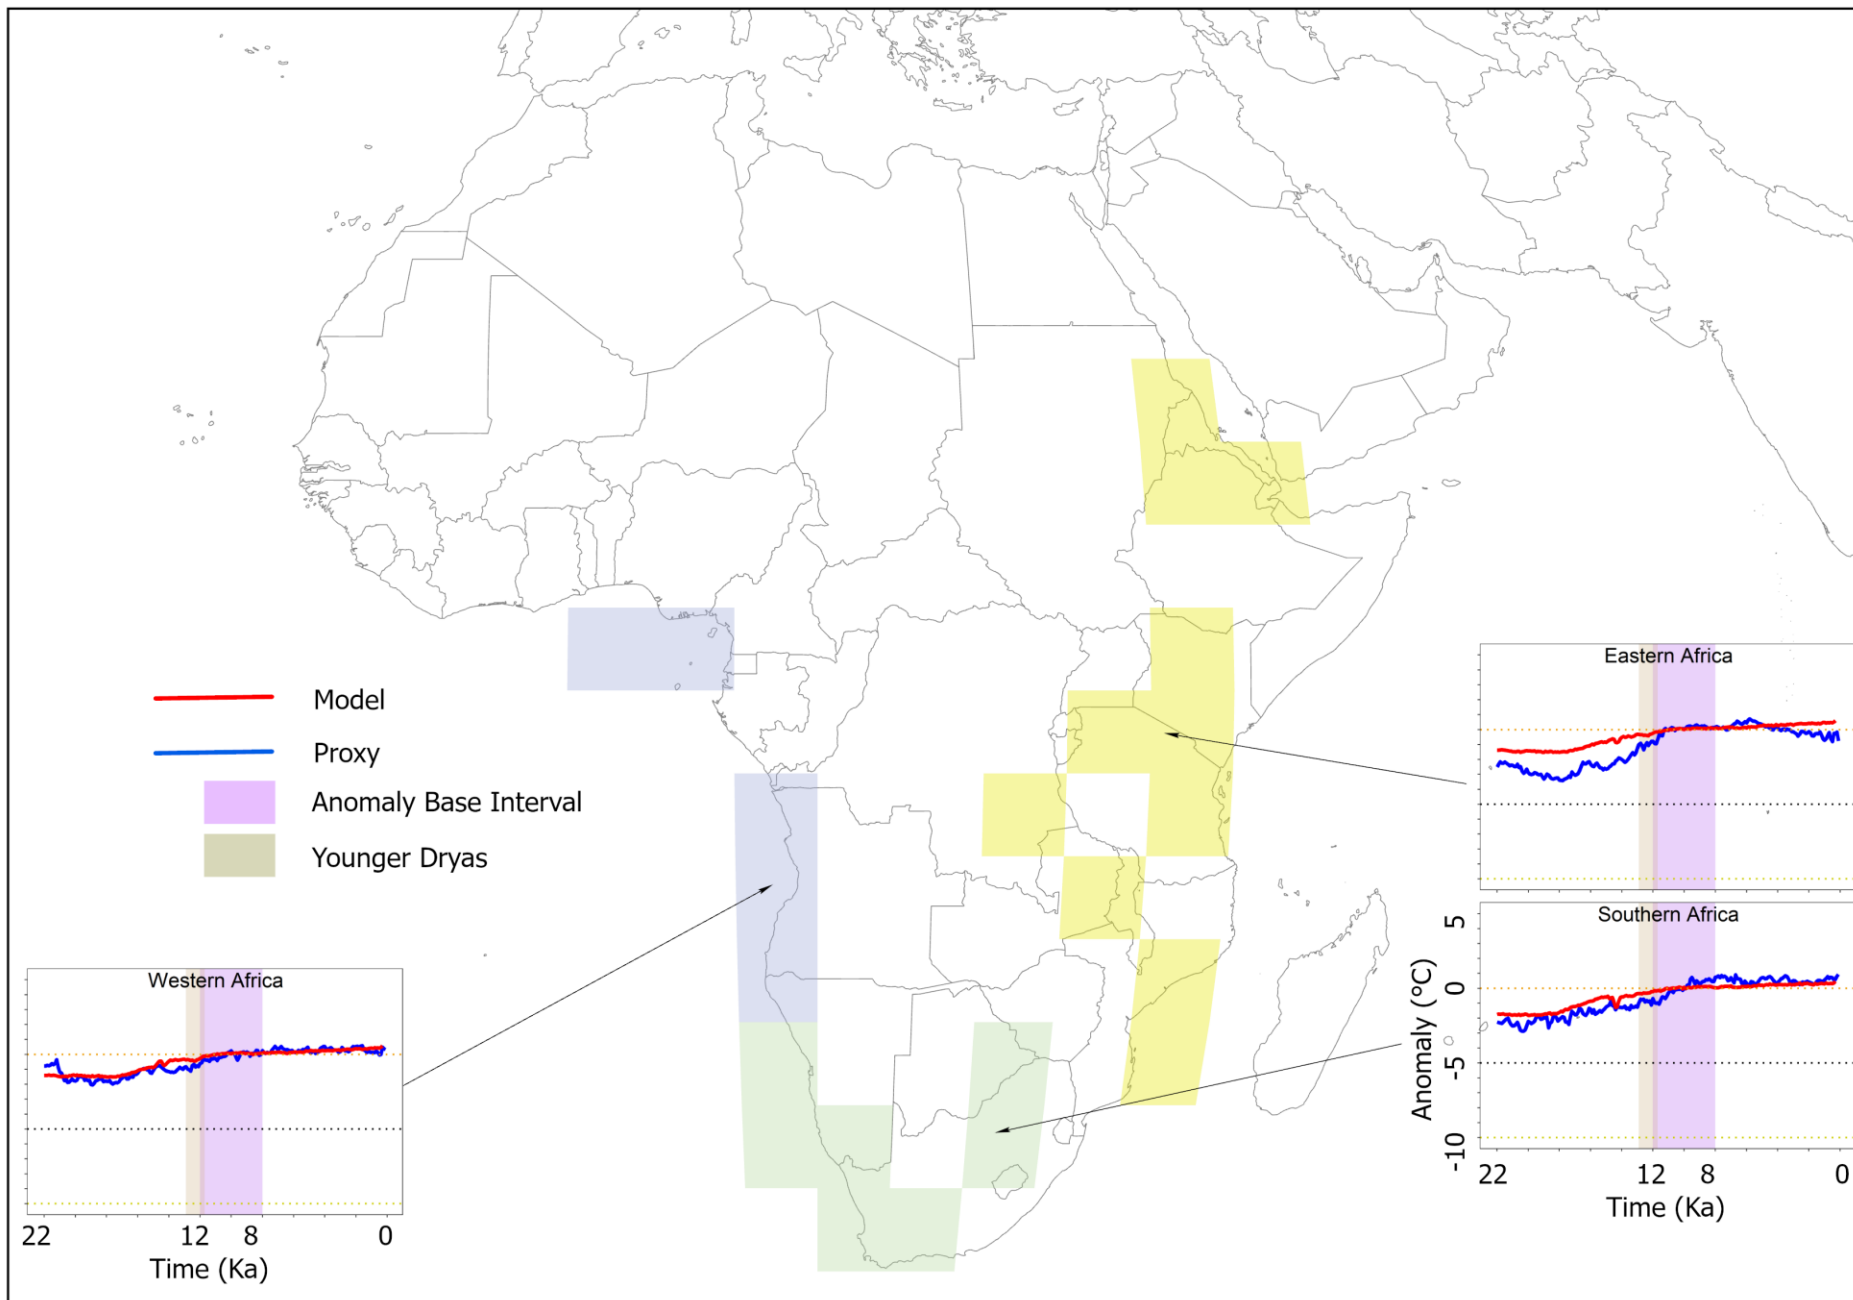 Model
Proxy
Anomaly Base Interval
Younger Dryas
Western Africa
22 12 8 0
Time (Ka)
Eastern Africa
Southern Africa
5
0
-5
-10
Anomaly (°C)
22 12 8 0
Time (Ka)